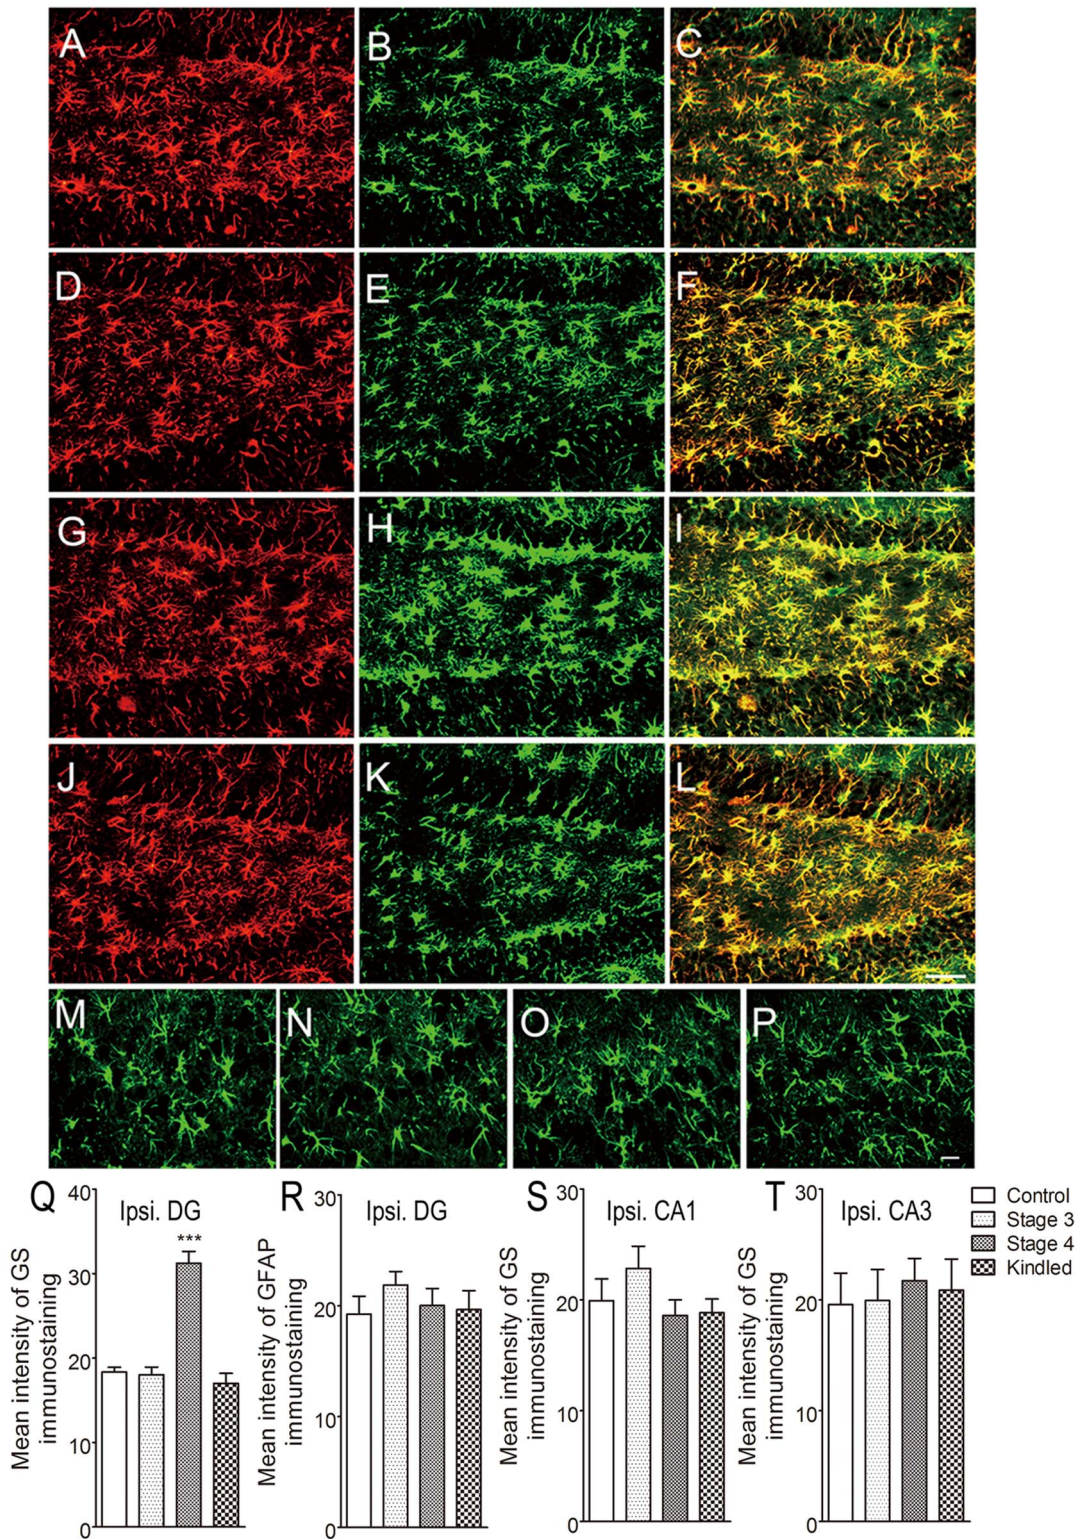 A
B
C
D
E
F
G
H
I
J
K
L
M
N
O
P
Q
Ipsi. DG
Mean intensity of GS
immunostaining
40
30
20
10
0
***
R
Ipsi. DG
Mean intensity of GFAP
immunostaining
30
20
10
0
S
Ipsi. CA1
Mean intensity of GS
immunostaining
30
20
10
0
T
Ipsi. CA3
Mean intensity of GS
immunostaining
30
20
10
0
Control
Stage 3
Stage 4
Kindled